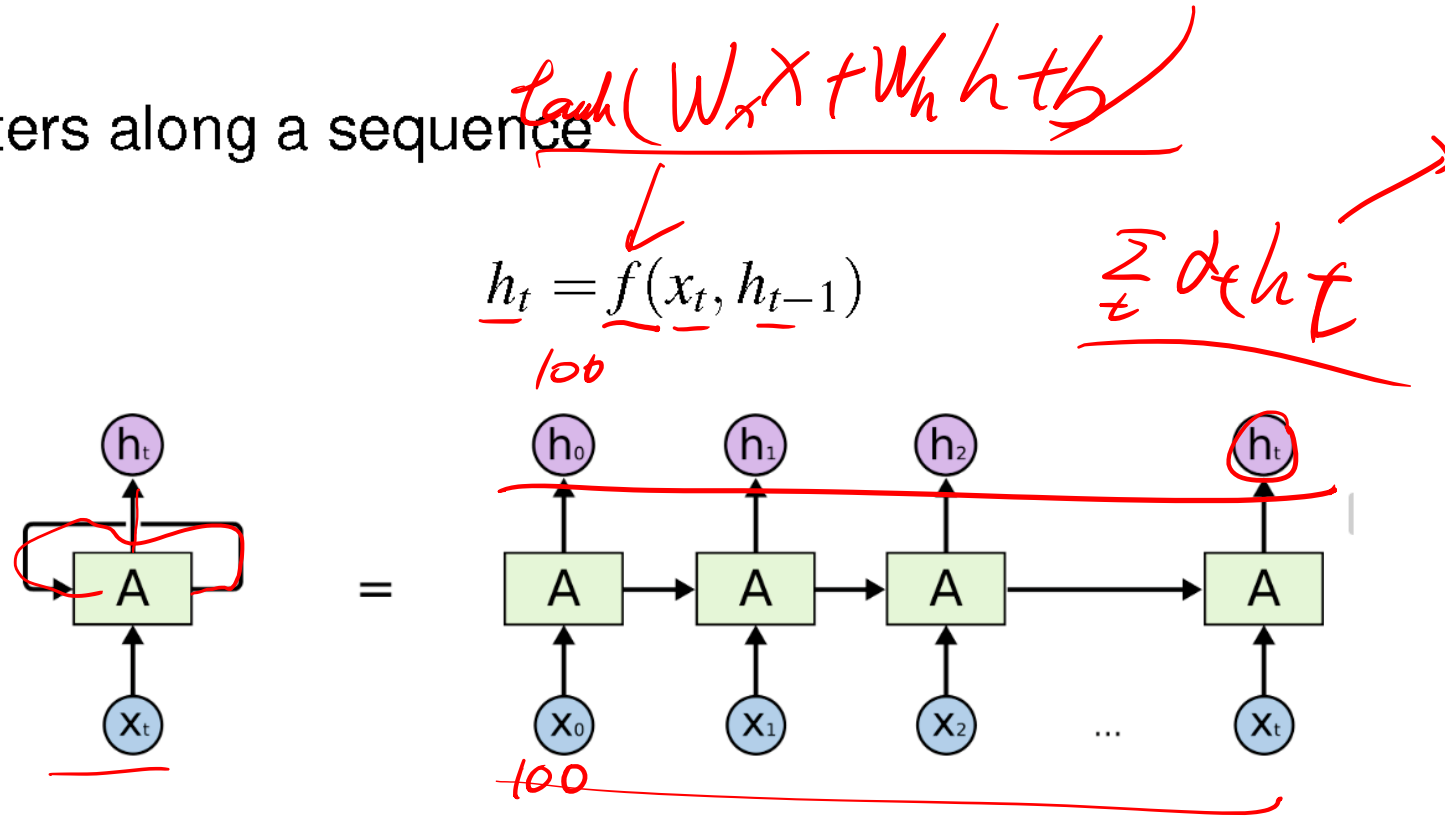 tanh(Wₓx + Wₕh + b)
ters along a sequence
hₜ = f(xₜ, hₜ₋₁)
Σₜ αₜhₜ
100
hₜ h₀ h₁ h₂ hₜ
A = A A A A
xₜ x₀ x₁ x₂ ... xₜ
100